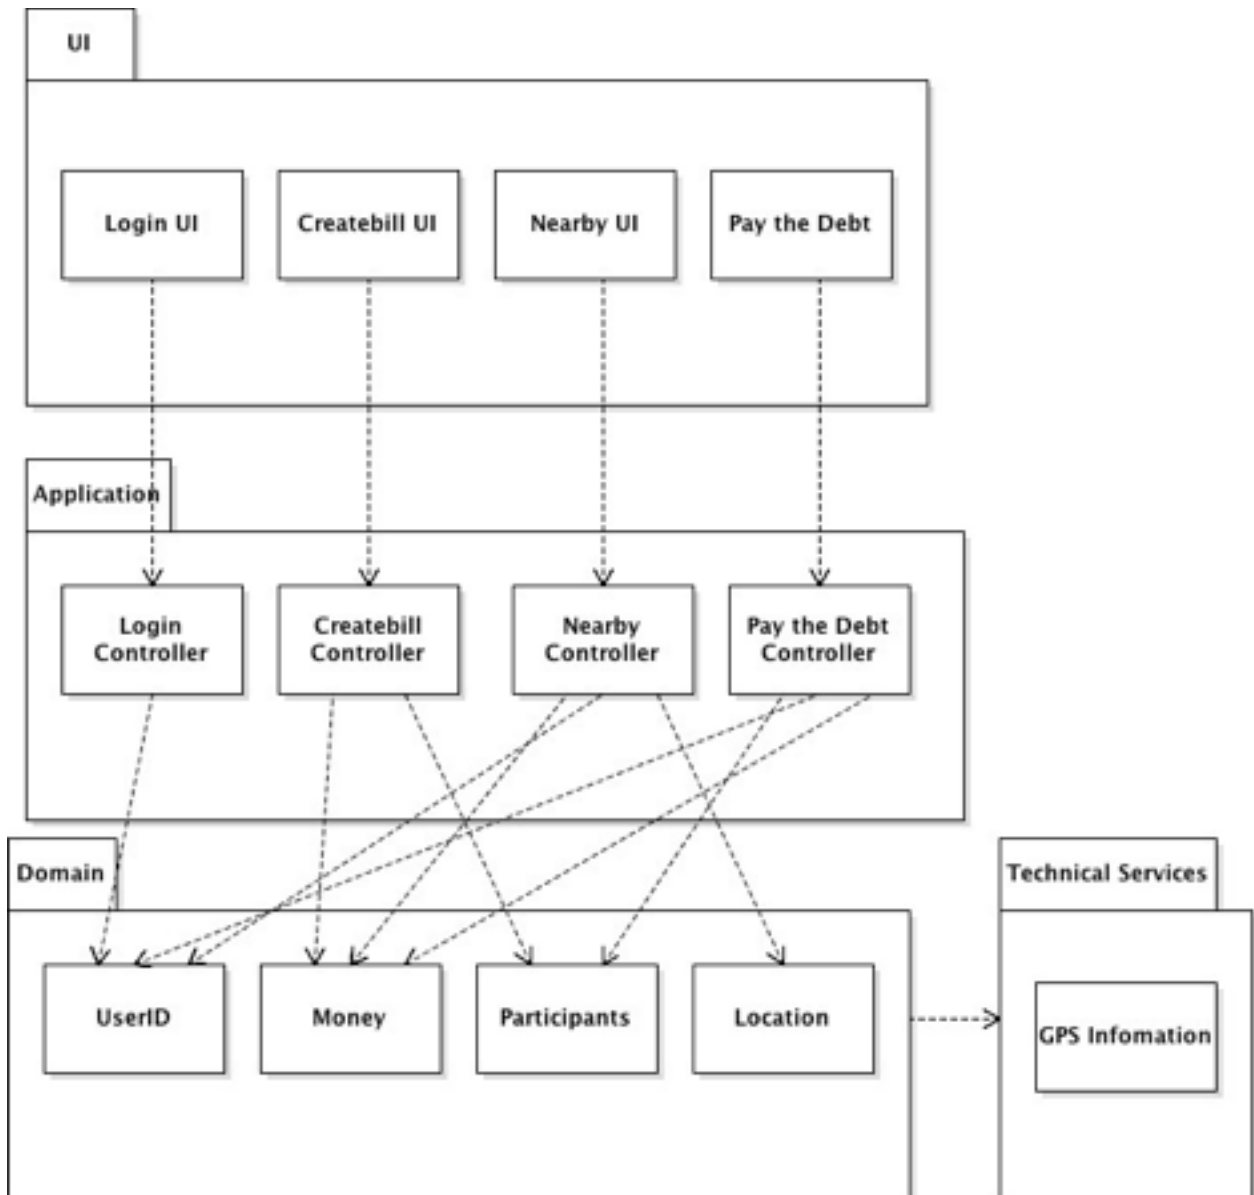 UI
Login UI
Createbill UI
Nearby UI
Pay the Debt
Application
Login
Controller
Createbill
Controller
Nearby
Controller
Pay the Debt
Controller
Domain
Technical Services
UserID
Money
Participants
Location
GPS Infomation